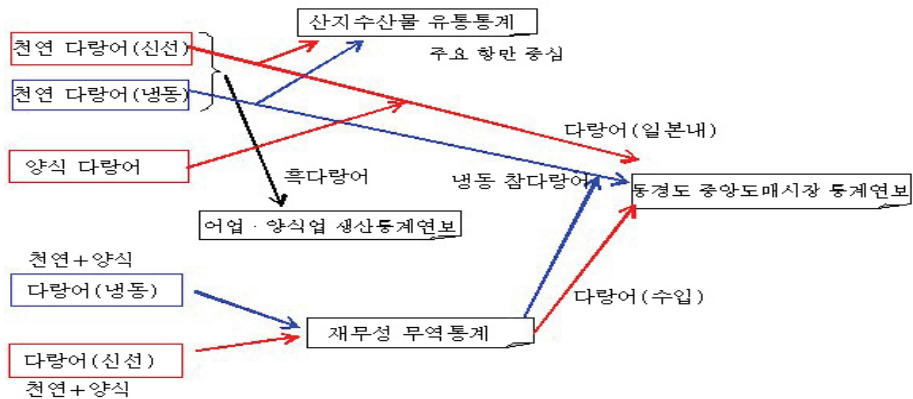 산지수산물 유통통계
천연 다랑어(신선)
주요 항만 중심
천연 다랑어(냉동)
다랑어(일본내)
양식 다랑어
흑다랑어
냉동 참다랑어
동경도 중앙도매시장 통계연보
어업·양식업 생산통계연보
천연+양식
다랑어(냉동)
다랑어(수입)
재무성 무역통계
다랑어(신선)
천연+양식